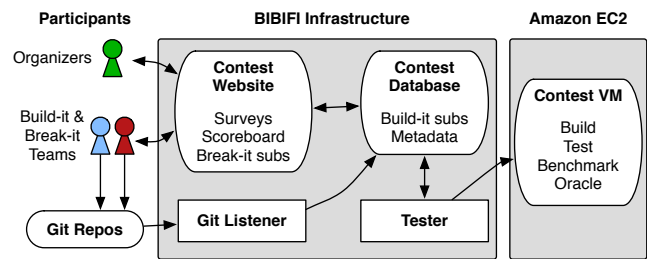 Participants
BIBIFI Infrastructure
Amazon EC2
Organizers
Build-it &
Break-it
Teams
Git Repos
Contest
Website
Surveys
Scoreboard
Break-it subs
Contest
Database
Build-it subs
Metadata
Git Listener
Tester
Contest VM
Build
Test
Benchmark
Oracle